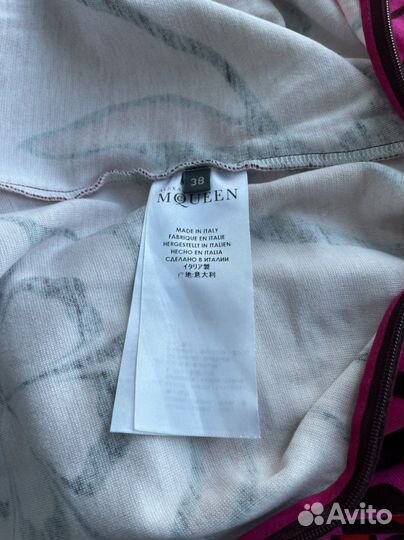 38
McQUEEN
MADE IN ITALY
FABRIQUÉ EN ITALIE
HERGESTELLT IN ITALIEN
HECHO EN ITALIA
СДЕЛАНО В ИТАЛИИ
イタリア製
产地:意大利
Avito